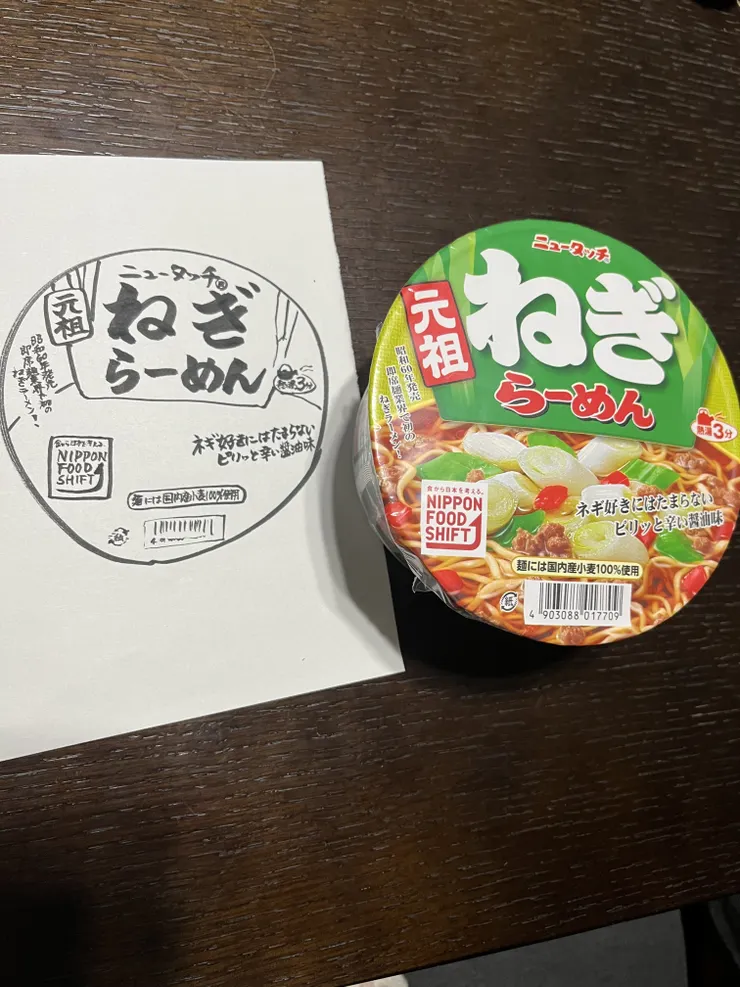 ニュータッチ®
ねぎ
らーめん
元祖
昭和60年発売
即席麺業界で初の
ねぎラーメン!
熱湯3分
ネギ好きにはたまらない
ピリッと辛い醤油味
NIPPON
FOOD
SHIFT
麺には国内産小麦100%使用
紙
ニュータッチ
ねぎ
らーめん
元祖
昭和60年発売
即席麺業界で初の
ねぎラーメン!
熱湯3分
ネギ好きにはたまらない
ピリッと辛い醤油味
食から日本を考える。
NIPPON
FOOD
SHIFT
麺には国内産小麦100%使用
紙
4 903088 017709